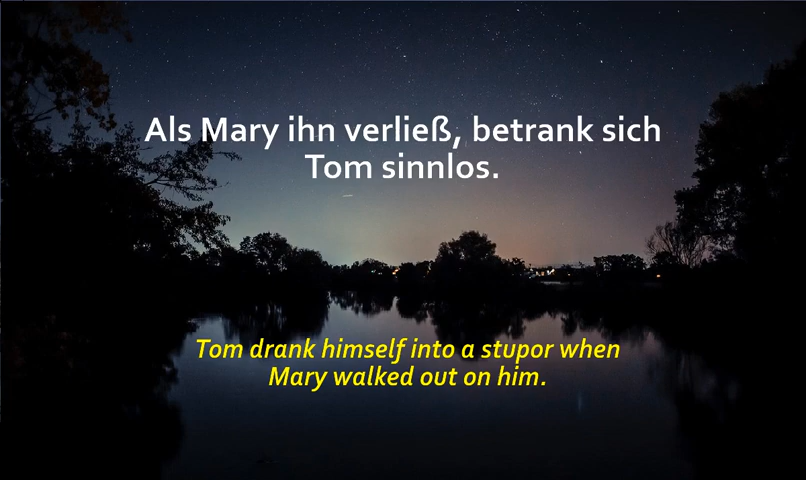 Als Mary ihn verließ, betrank sich
Tom sinnlos.
Tom drank himself into a stupor when
Mary walked out on him.